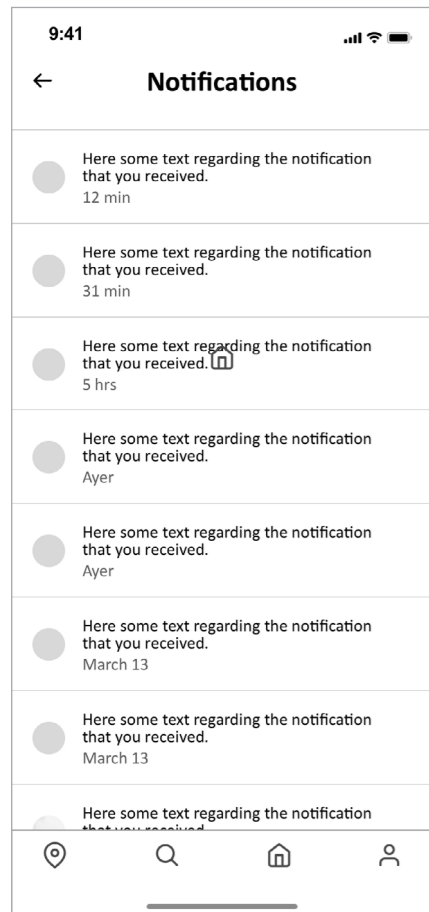 9:41
Notifications
Here some text regarding the notification
that you received.
12 min
Here some text regarding the notification
that you received.
31 min
Here some text regarding the notification
that you received.
5 hrs
Here some text regarding the notification
that you received.
Ayer
Here some text regarding the notification
that you received.
Ayer
Here some text regarding the notification
that you received.
March 13
Here some text regarding the notification
that you received.
March 13
Here some text regarding the notification
that you received